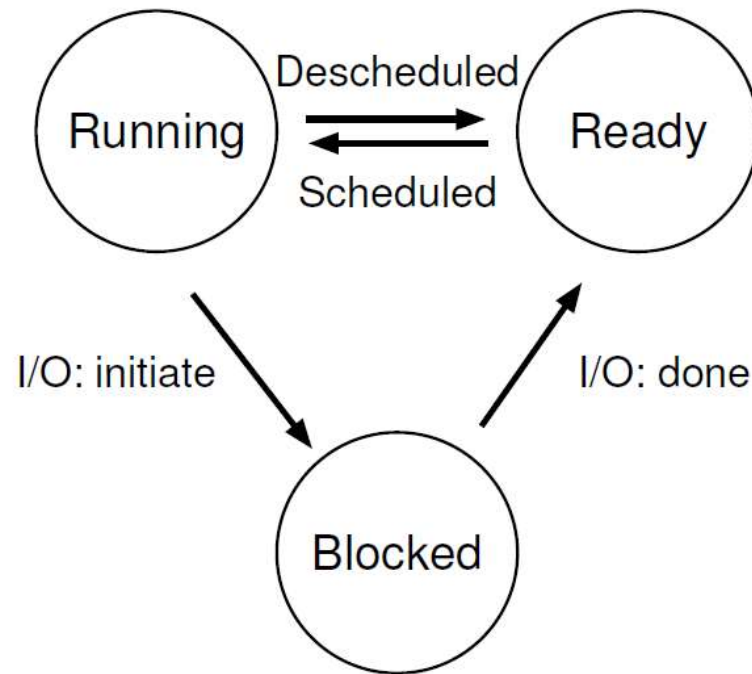 Descheduled
Running
Ready
Scheduled
I/O: initiate
I/O: done
Blocked